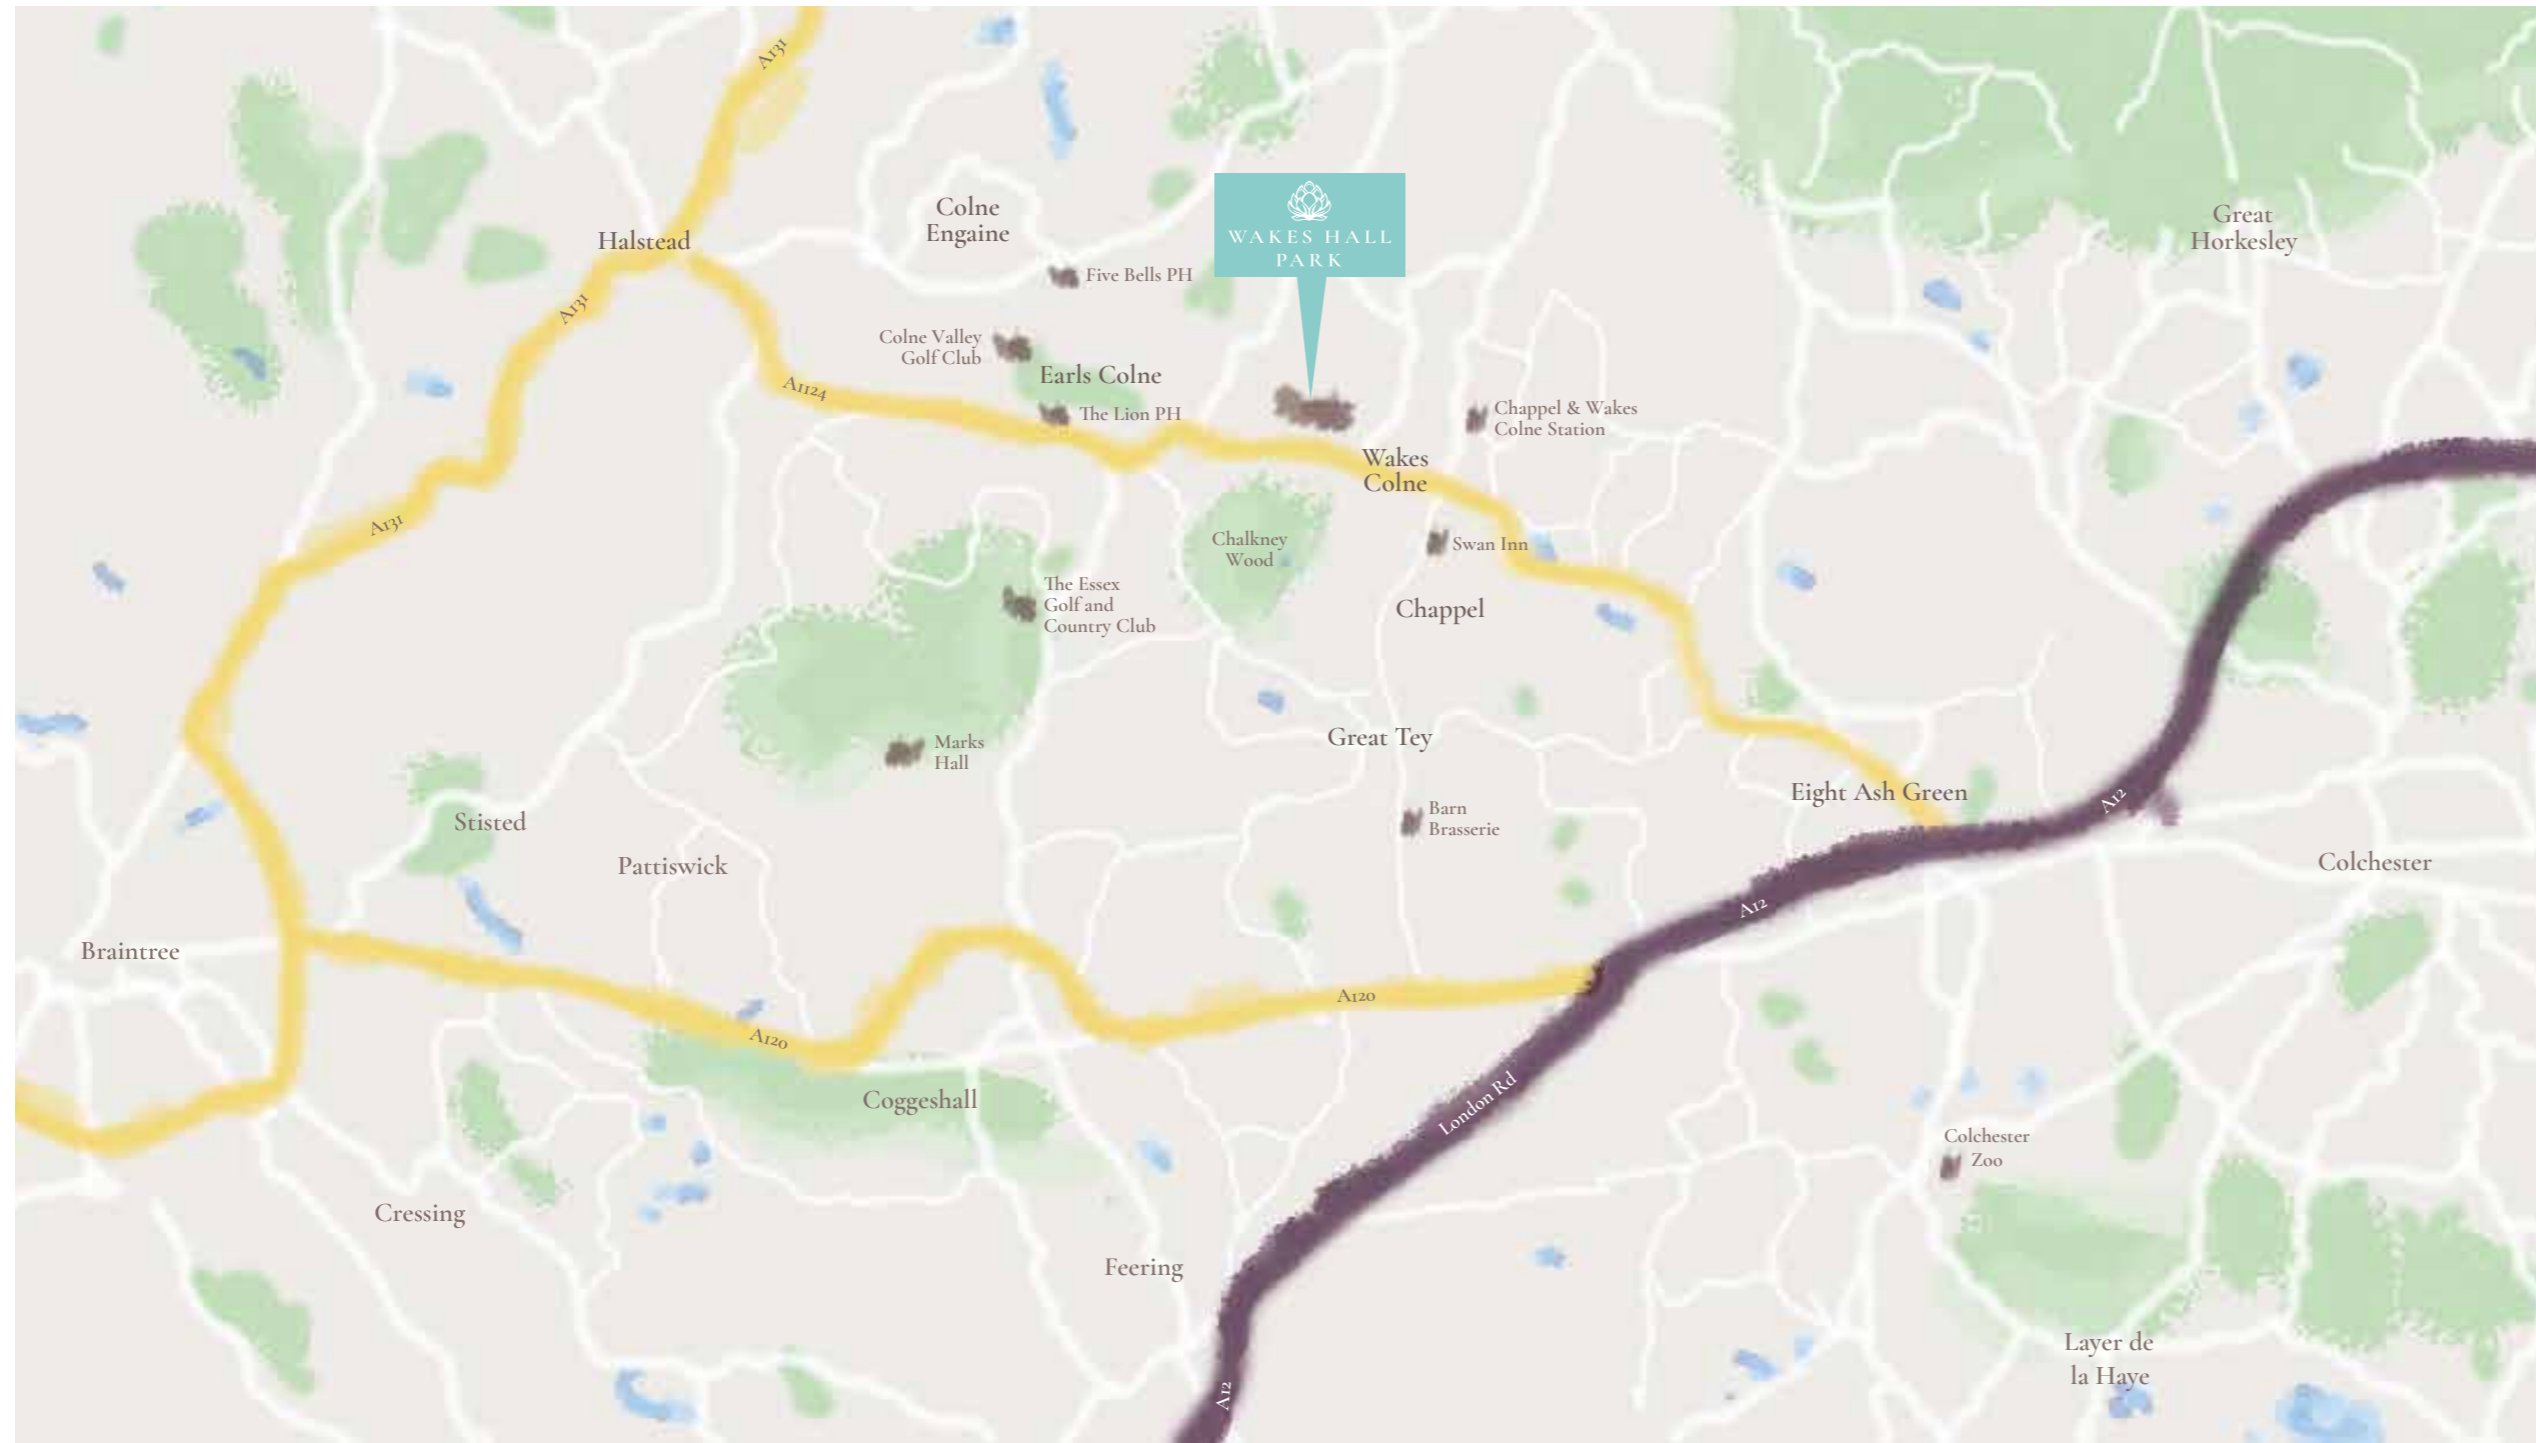 A131
Colne
Engaine
Great
Horkesley
Halstead
WAKES HALL
PARK
Five Bells PH
A131
Colne Valley
Golf Club
Earls Colne
A1124
The Lion PH
Chappel & Wakes
Colne Station
Wakes
Colne
A131
Chalkney
Wood
Swan Inn
The Essex
Golf and
Country Club
Chappel
Marks
Hall
Great Tey
Eight Ash Green
A12
Barn
Brasserie
Stisted
Pattiswick
Colchester
A12
Braintree
A120
A120
Coggeshall
London Rd
Colchester
Zoo
Cressing
Feering
Layer de
la Haye
A12